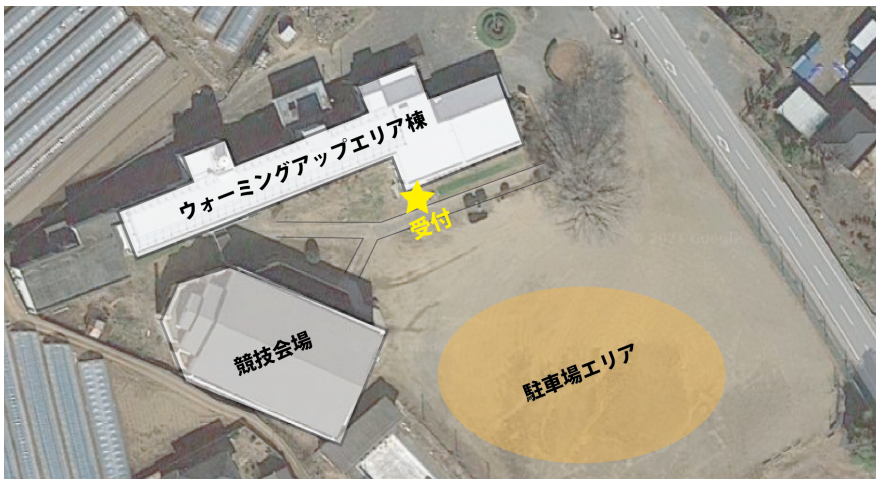 ウォーミングアップエリア棟
受付
競技会場
駐車場エリア